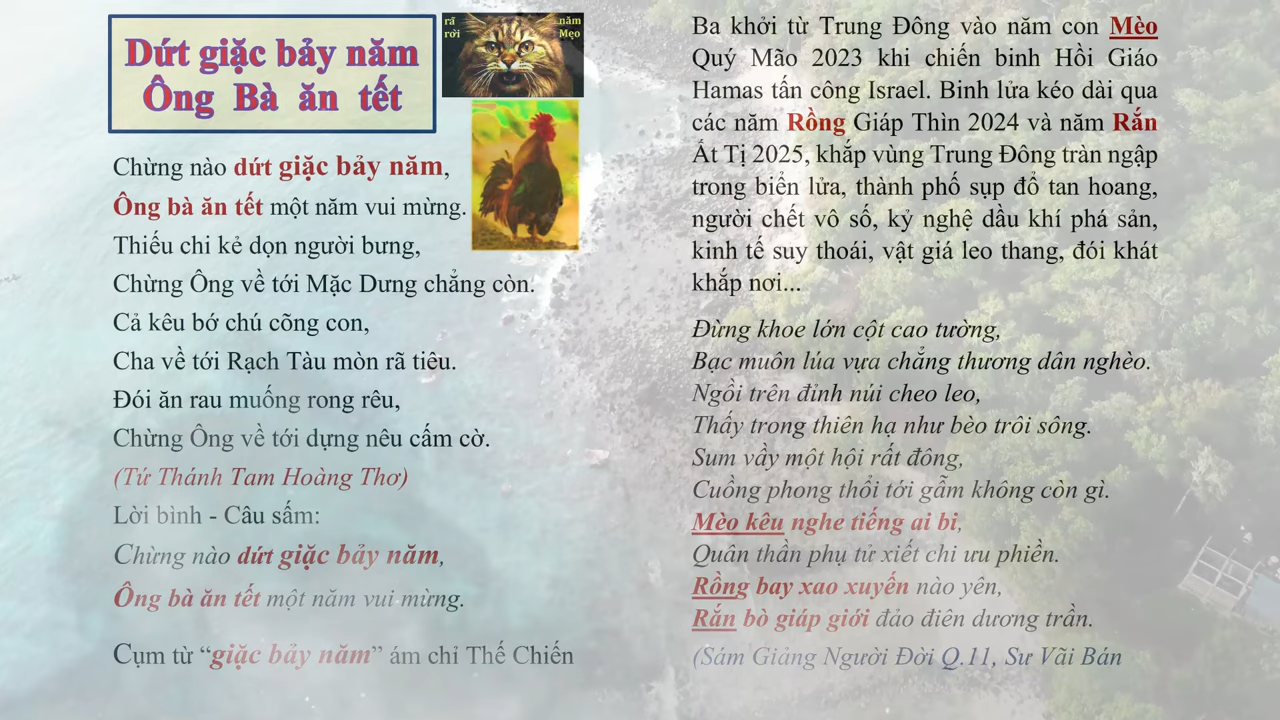 Dứt giặc bảy năm
Ông Bà ăn tết
rã năm
rời Mẹo
Chừng nào dứt giặc bảy năm,
Ông bà ăn tết một năm vui mừng.
Thiếu chi kẻ dọn người bưng,
Chừng Ông về tới Mặc Dưng chẳng còn.
Cả kêu bớ chú cõng con,
Cha về tới Rạch Tàu mòn rã tiêu.
Đói ăn rau muống rong rêu,
Chừng Ông về tới dựng nêu cấm cờ.
(Tứ Thánh Tam Hoàng Thơ)
Lời bình - Câu sấm:
Chừng nào dứt giặc bảy năm,
Ông bà ăn tết một năm vui mừng.
Cụm từ “giặc bảy năm” ám chỉ Thế Chiến
Ba khởi từ Trung Đông vào năm con Mèo
Quý Mão 2023 khi chiến binh Hồi Giáo
Hamas tấn công Israel. Binh lửa kéo dài qua
các năm Rồng Giáp Thìn 2024 và năm Rắn
Ất Tị 2025, khắp vùng Trung Đông tràn ngập
trong biển lửa, thành phố sụp đổ tan hoang,
người chết vô số, kỷ nghệ dầu khí phá sản,
kinh tế suy thoái, vật giá leo thang, đói khát
khắp nơi...
Đừng khoe lớn cột cao tường,
Bạc muôn lúa vựa chẳng thương dân nghèo.
Ngồi trên đỉnh núi cheo leo,
Thấy trong thiên hạ như bèo trôi sông.
Sum vầy một hội rất đông,
Cuồng phong thổi tới gẫm không còn gì.
Mèo kêu nghe tiếng ai bi,
Quân thần phụ tử xiết chi ưu phiền.
Rồng bay xao xuyến nào yên,
Rắn bò giáp giới đảo điên dương trần.
(Sám Giảng Người Đời Q.11, Sư Vãi Bán